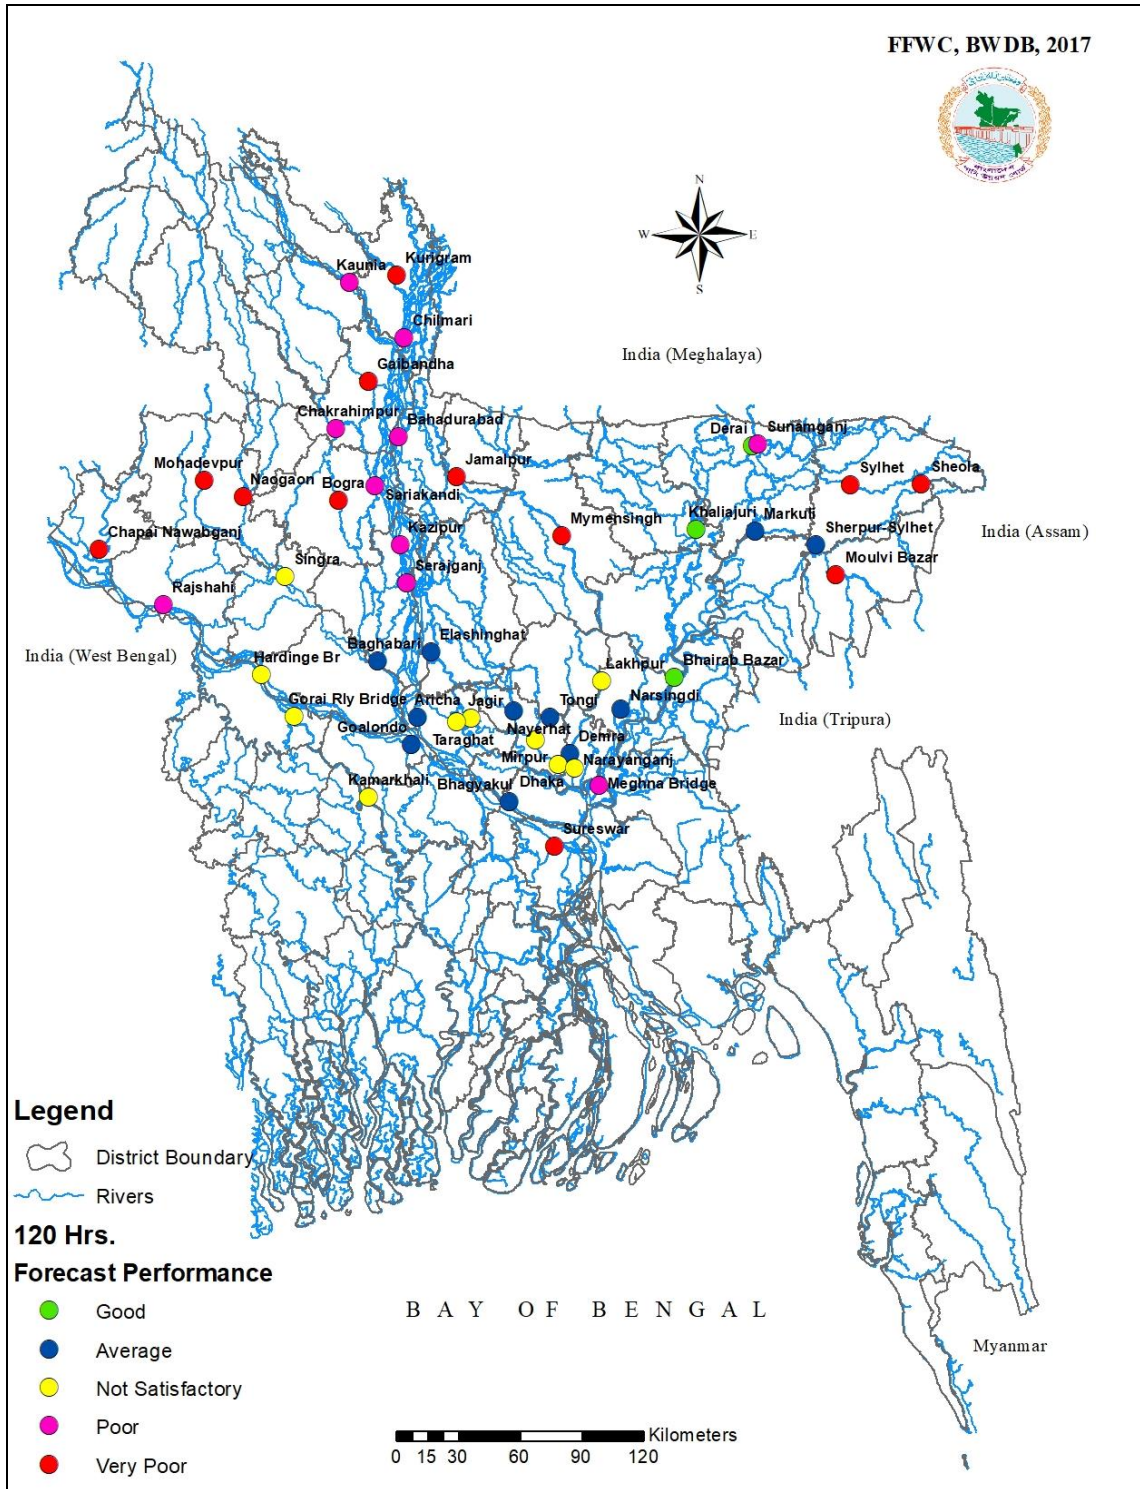 FFWC, BWDB, 2017
N
W
E
S
Kaunia
Kurigram
Chilmari
India (Meghalaya)
Gaibandha
Chakrahimpur
Bahadurabad
Derai
Sunamganj
Mohadevpur
Naogaon
Bogra
Sariakandi
Jamalpur
Sylhet
Sheola
Chapai Nawabganj
Kazipur
Mymensingh
Khaliajuri
Markuli
Sherpur-Sylhet
India (Assam)
Singra
Serajganj
Moulvi Bazar
Rajshahi
India (West Bengal)
Baghabari
Elashinghat
Hardinge Br
Lakhpur
Bhairab Bazar
Gorai Rly Bridge
Aricha
Jagir
Tongi
Narsingdi
India (Tripura)
Goalondo
Taraghat
Nayerhat
Demra
Mirpur
Narayanganj
Kamarkhali
Bhagyakul
Dhaka
Meghna Bridge
Sureswar
Legend
District Boundary
Rivers
120 Hrs.
Forecast Performance
Good
Average
Not Satisfactory
Poor
Very Poor
BAY OF BENGAL
Myanmar
Kilometers
0 15 30 60 90 120